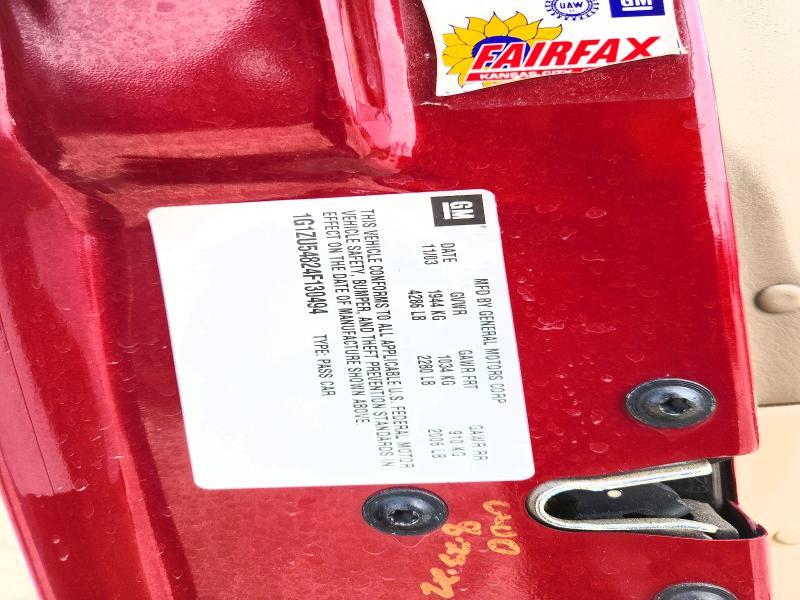 UAW
GM
FAIRFAX
KANSAS CITY
GM
MFD BY GENERAL MOTORS CORP
DATE GVWR GAWR FRT GAWR RR
11/03 1944 KG 1034 KG 910 KG
4286 LB 2280 LB 2006 LB
THIS VEHICLE CONFORMS TO ALL APPLICABLE U.S. FEDERAL MOTOR
VEHICLE SAFETY, BUMPER, AND THEFT PREVENTION STANDARDS IN
EFFECT ON THE DATE OF MANUFACTURE SHOWN ABOVE.
1G1ZU54824F130494 TYPE: PASS CAR